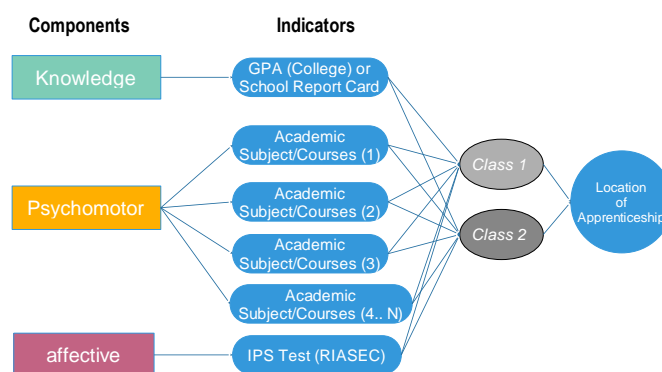 Components
Indicators
Knowledge
GPA (College) or
School Report Card
Academic
Subject/Courses (1)
Psychomotor
Academic
Subject/Courses (2)
Academic
Subject/Courses (3)
Academic
Subject/Courses (4.. N)
affective
IPS Test (RIASEC)
Class 1
Class 2
Location
of
Apprenticeship